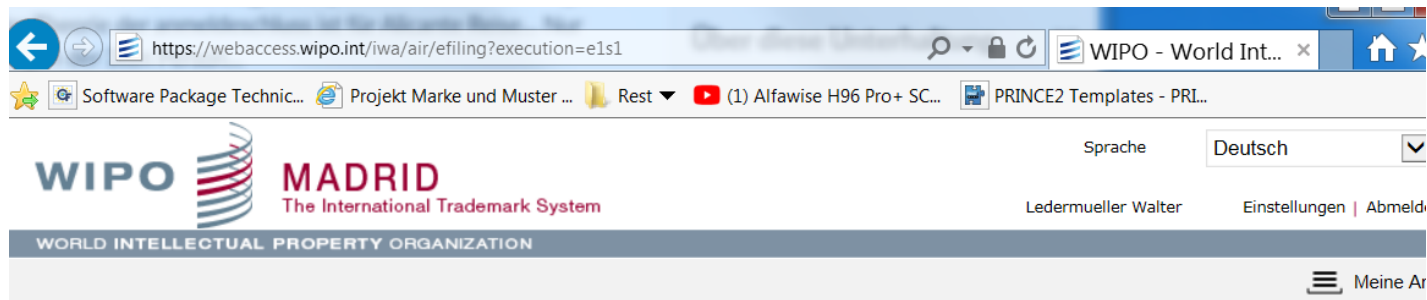 https://webaccess.wipo.int/iwa/air/efiling?execution=e1s1
WIPO - World Int...
Software Package Technic...
Projekt Marke und Muster ...
Rest
(1) Alfawise H96 Pro+ SC...
PRINCE2 Templates - PRI...
WIPO
MADRID
The International Trademark System
Sprache
Deutsch
Ledermueller Walter
Einstellungen | Abmelde
WORLD INTELLECTUAL PROPERTY ORGANIZATION
Meine An